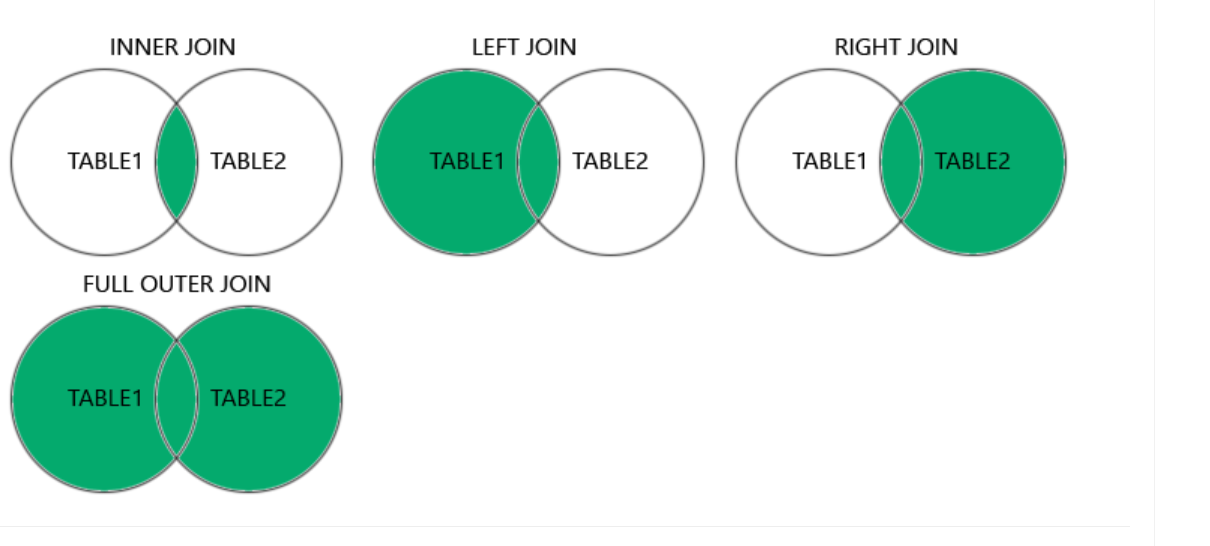 INNER JOIN
LEFT JOIN
RIGHT JOIN
TABLE1
TABLE2
TABLE1
TABLE2
TABLE1
TABLE2
FULL OUTER JOIN
TABLE1
TABLE2